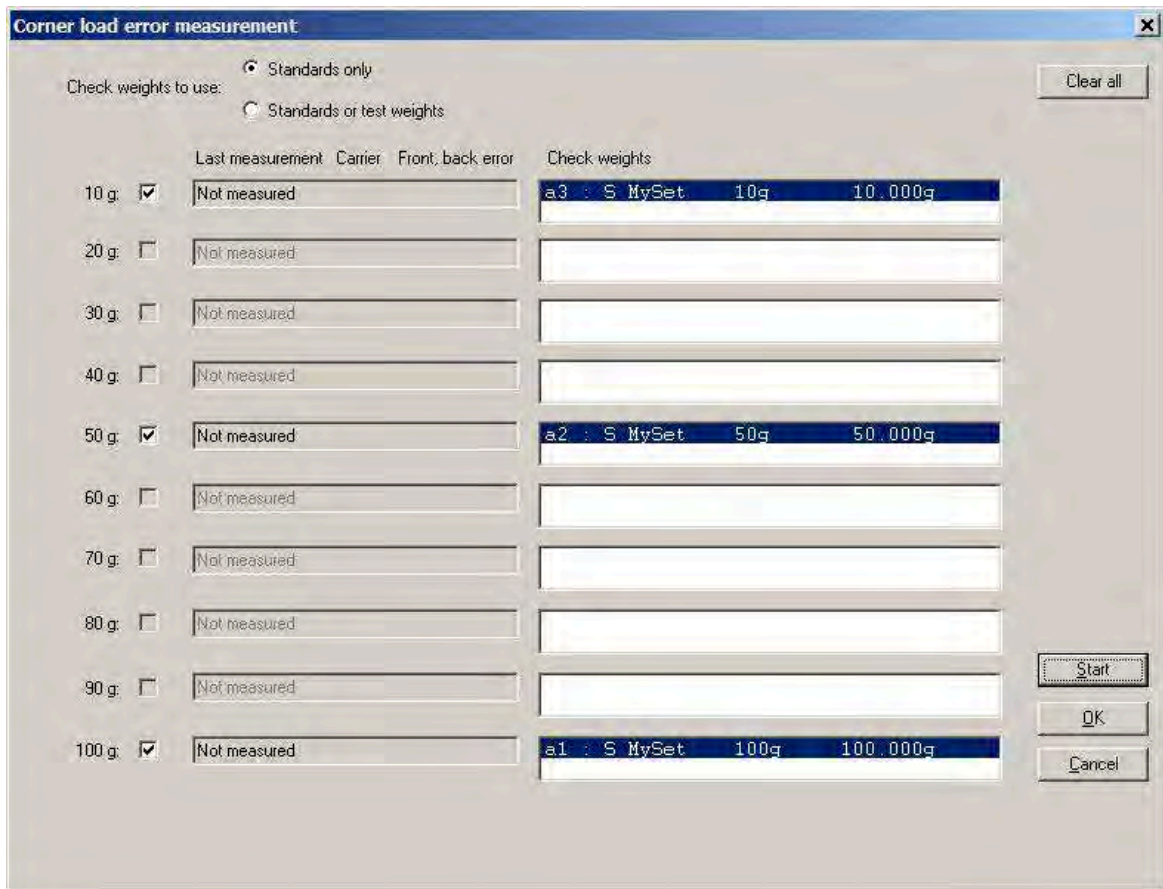 Corner load error measurement
Check weights to use:
Standards only
Standards or test weights
Clear all
Last measurement Carrier Front, back error Check weights
10 g: Not measured a3 : S MySet 10g 10.000g
20 g: Not measured
30 g: Not measured
40 g: Not measured
50 g: Not measured a2 : S MySet 50g 50.000g
60 g: Not measured
70 g: Not measured
80 g: Not measured
90 g: Not measured
Start
OK
100 g: Not measured a1 : S MySet 100g 100.000g
Cancel